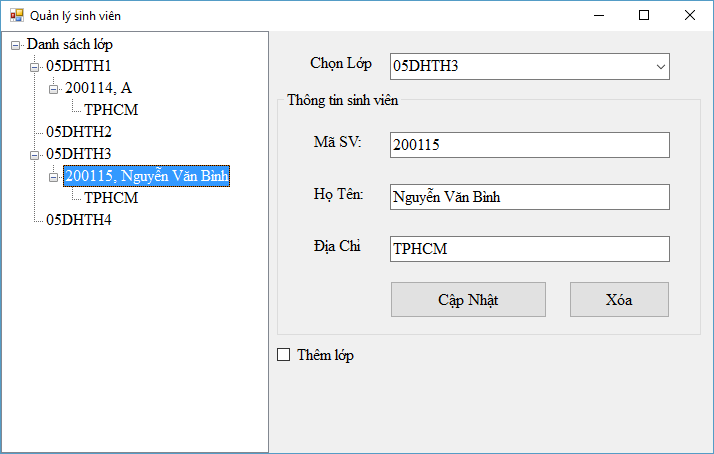 Quản lý sinh viên
Danh sách lớp
05DHTH1
200114, A
TPHCM
05DHTH2
05DHTH3
200115, Nguyễn Văn Bình
TPHCM
05DHTH4
Chọn Lớp
05DHTH3
Thông tin sinh viên
Mã SV:
200115
Họ Tên:
Nguyễn Văn Bình
Địa Chỉ
TPHCM
Cập Nhật
Xóa
Thêm lớp